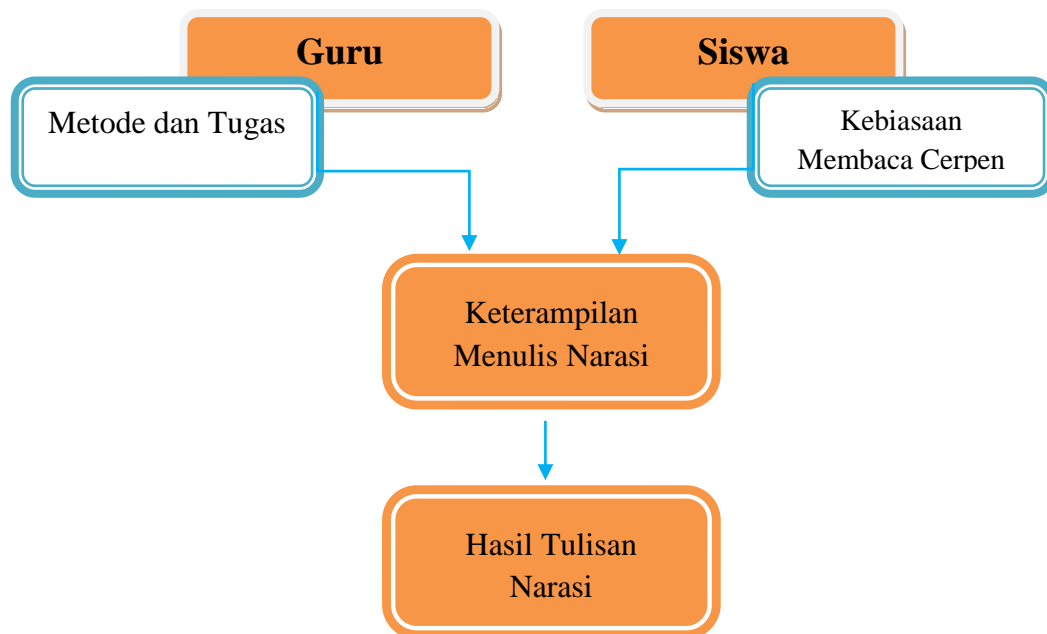 Guru
Siswa
Metode dan Tugas
Kebiasaan
Membaca Cerpen
Keterampilan
Menulis Narasi
Hasil Tulisan
Narasi